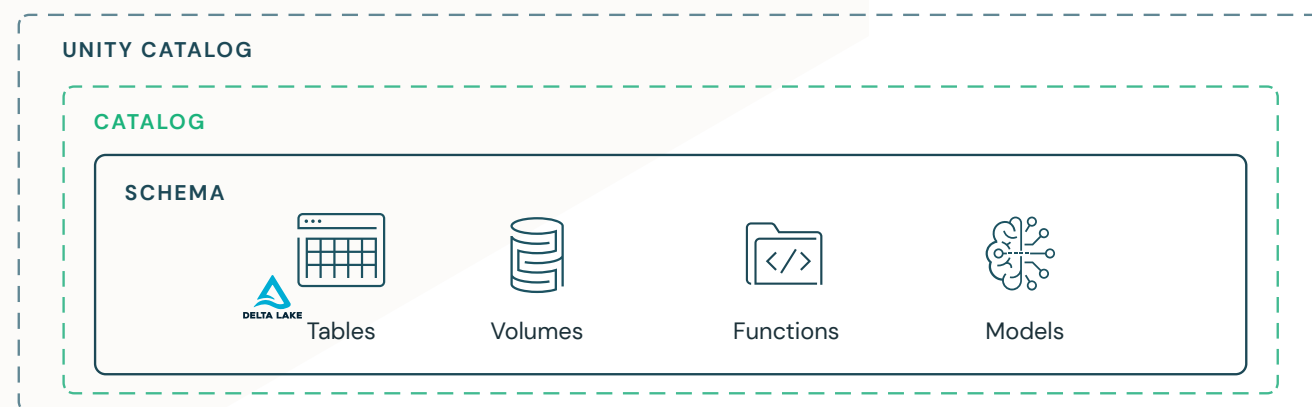 UNITY CATALOG
CATALOG
SCHEMA
</>
DELTA LAKE
Tables
Volumes
Functions
Models